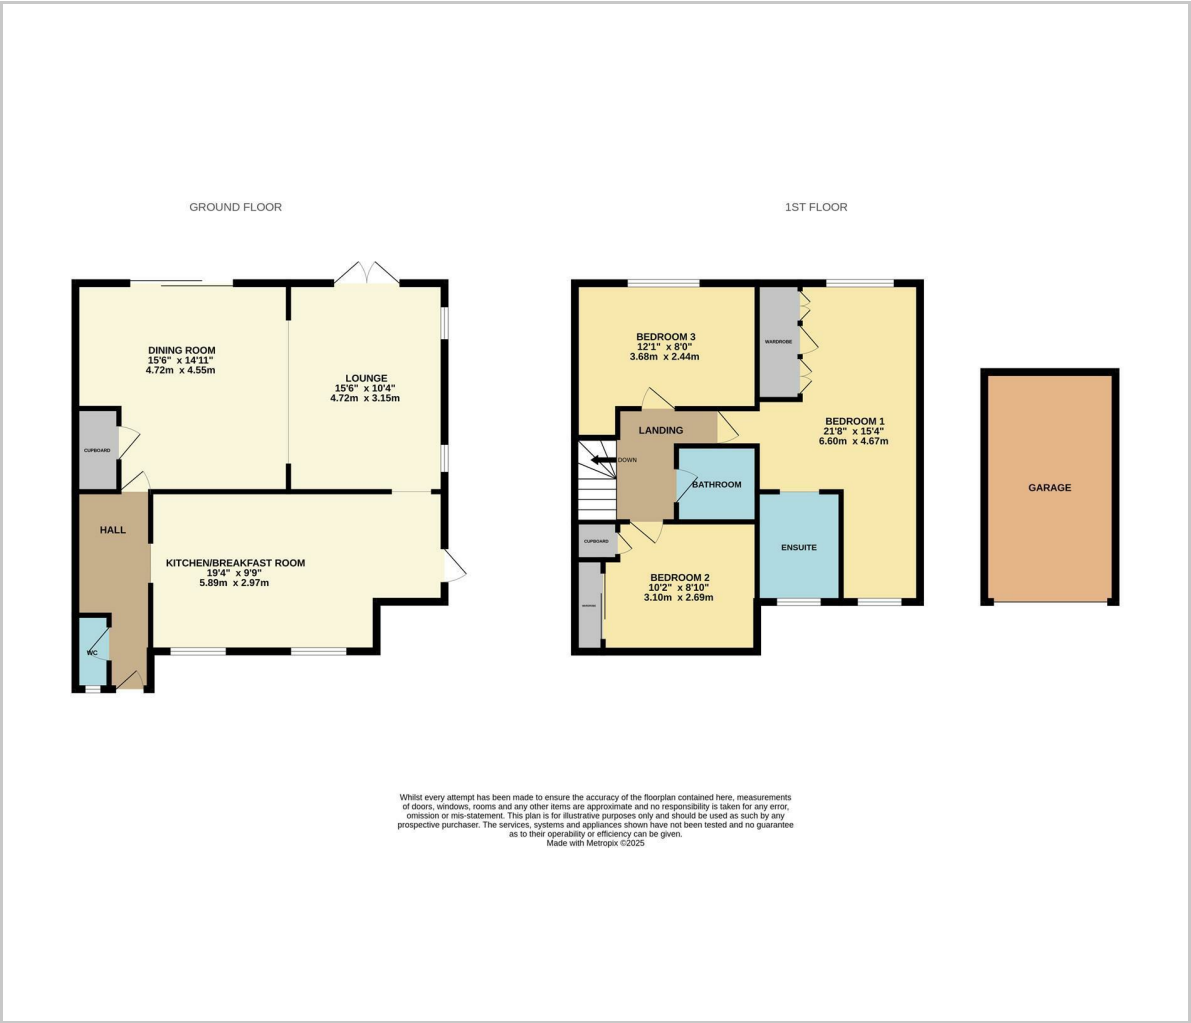 GROUND FLOOR
1ST FLOOR
DINING ROOM
15'6" x 14'11"
4.72m x 4.55m
LOUNGE
15'6" x 10'4"
4.72m x 3.15m
CUPBOARD
HALL
KITCHEN/BREAKFAST ROOM
19'4" x 9'9"
5.89m x 2.97m
WC
BEDROOM 3
12'1" x 8'0"
3.68m x 2.44m
WARDROBE
BEDROOM 1
21'8" x 15'4"
6.60m x 4.67m
LANDING
DOWN
BATHROOM
CUPBOARD
ENSUITE
BEDROOM 2
10'2" x 8'10"
3.10m x 2.69m
GARAGE
Whilst every attempt has been made to ensure the accuracy of the floorplan contained here, measurements
of doors, windows, rooms and any other items are approximate and no responsibility is taken for any error,
omission or mis-statement. This plan is for illustrative purposes only and should be used as such by any
prospective purchaser. The services, systems and appliances shown have not been tested and no guarantee
as to their operability or efficiency can be given.
Made with Metropix ©2025